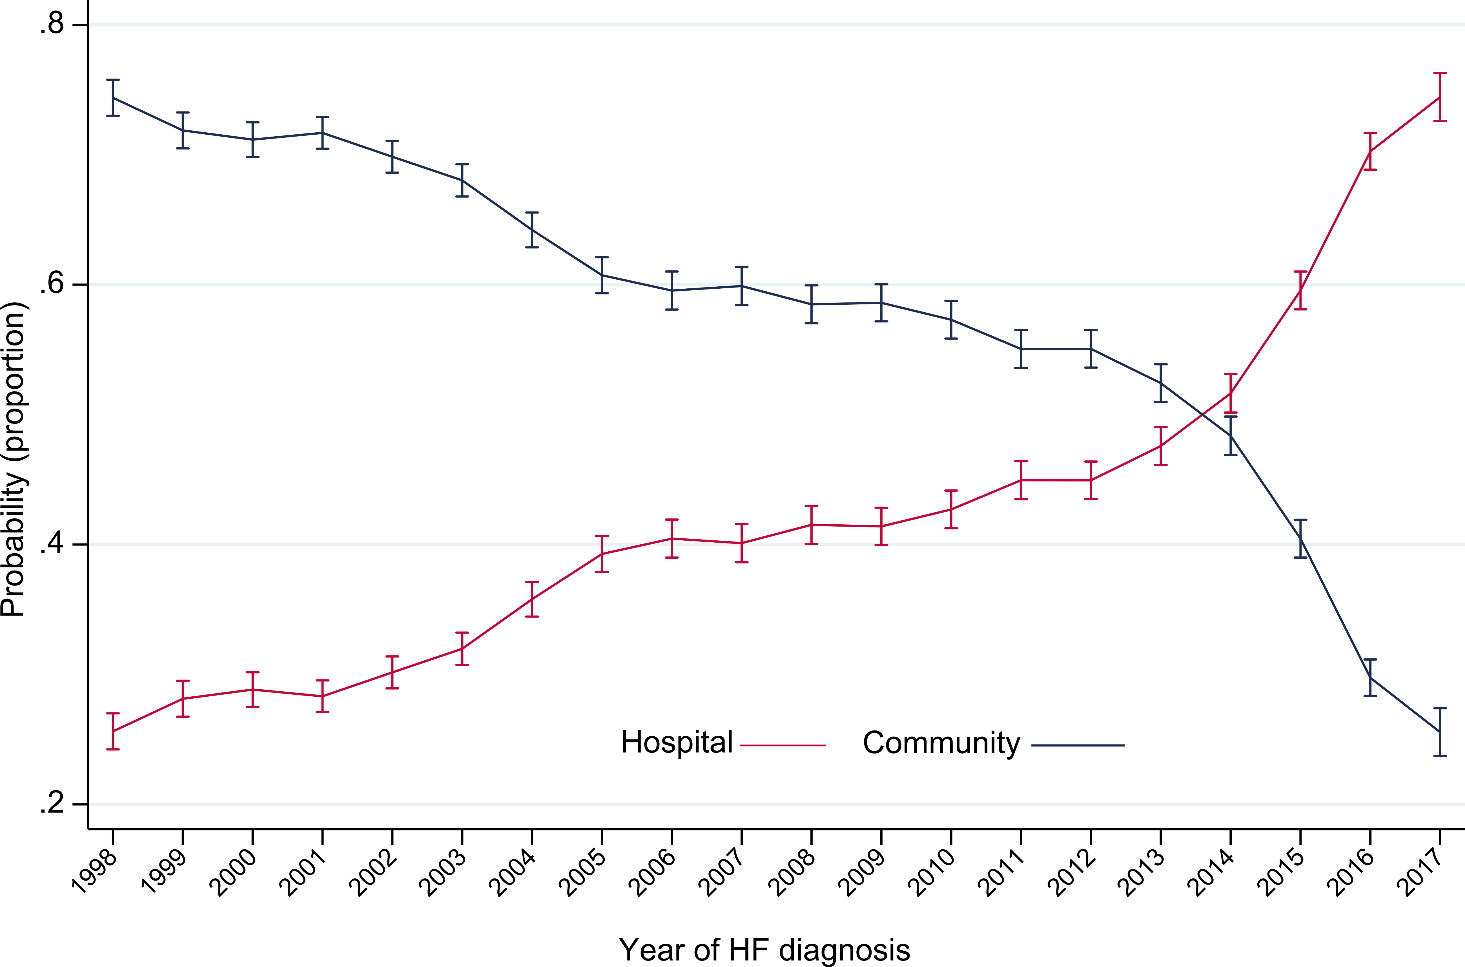 Probability (proportion)
.8
.6
.4
.2
Hospital Community
1998 1999 2000 2001 2002 2003 2004 2005 2006 2007 2008 2009 2010 2011 2012 2013 2014 2015 2016 2017
Year of HF diagnosis